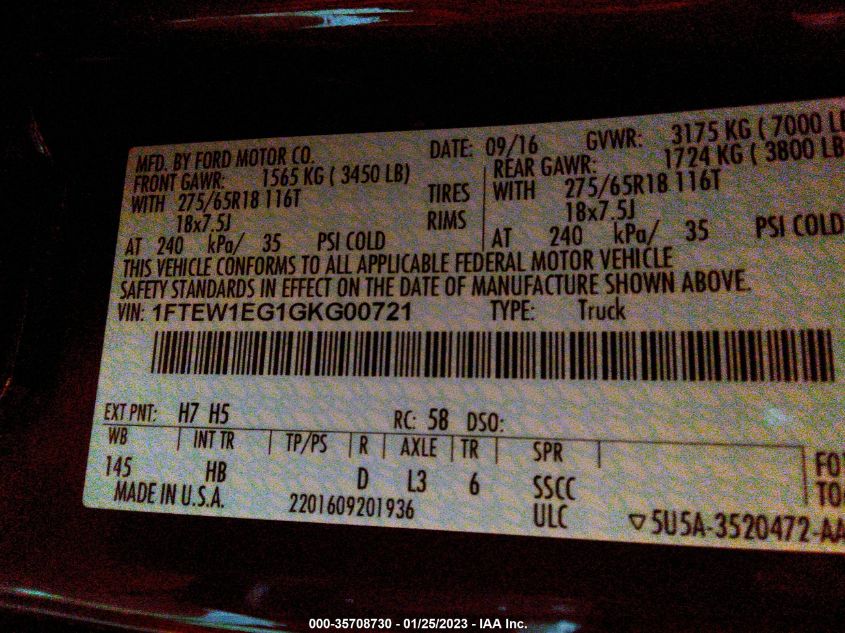 MFD. BY FORD MOTOR CO. DATE: 09/16 GVWR: 3175 KG ( 7000 L
FRONT GAWR: 1565 KG ( 3450 LB) REAR GAWR: 1724 KG ( 3800 LB
WITH 275/65R18 116T TIRES WITH 275/65R18 116T
18x7.5J RIMS 18x7.5J
AT 240 kPa/ 35 PSI COLD AT 240 kPa/ 35 PSI COLD
THIS VEHICLE CONFORMS TO ALL APPLICABLE FEDERAL MOTOR VEHICLE
SAFETY STANDARDS IN EFFECT ON THE DATE OF MANUFACTURE SHOWN ABOVE.
VIN: 1FTEW1EG1GKG00721 TYPE: Truck
EXT PNT: H7 H5 RC: 58 DSO:
WB INT TR TP/PS R AXLE TR SPR
145 HB D L3 6 SSCC FO
MADE IN U.S.A. 2201609201936 ULC TO
▽5U5A-3520472-AA
000-35708730 - 01/25/2023 - IAA Inc.